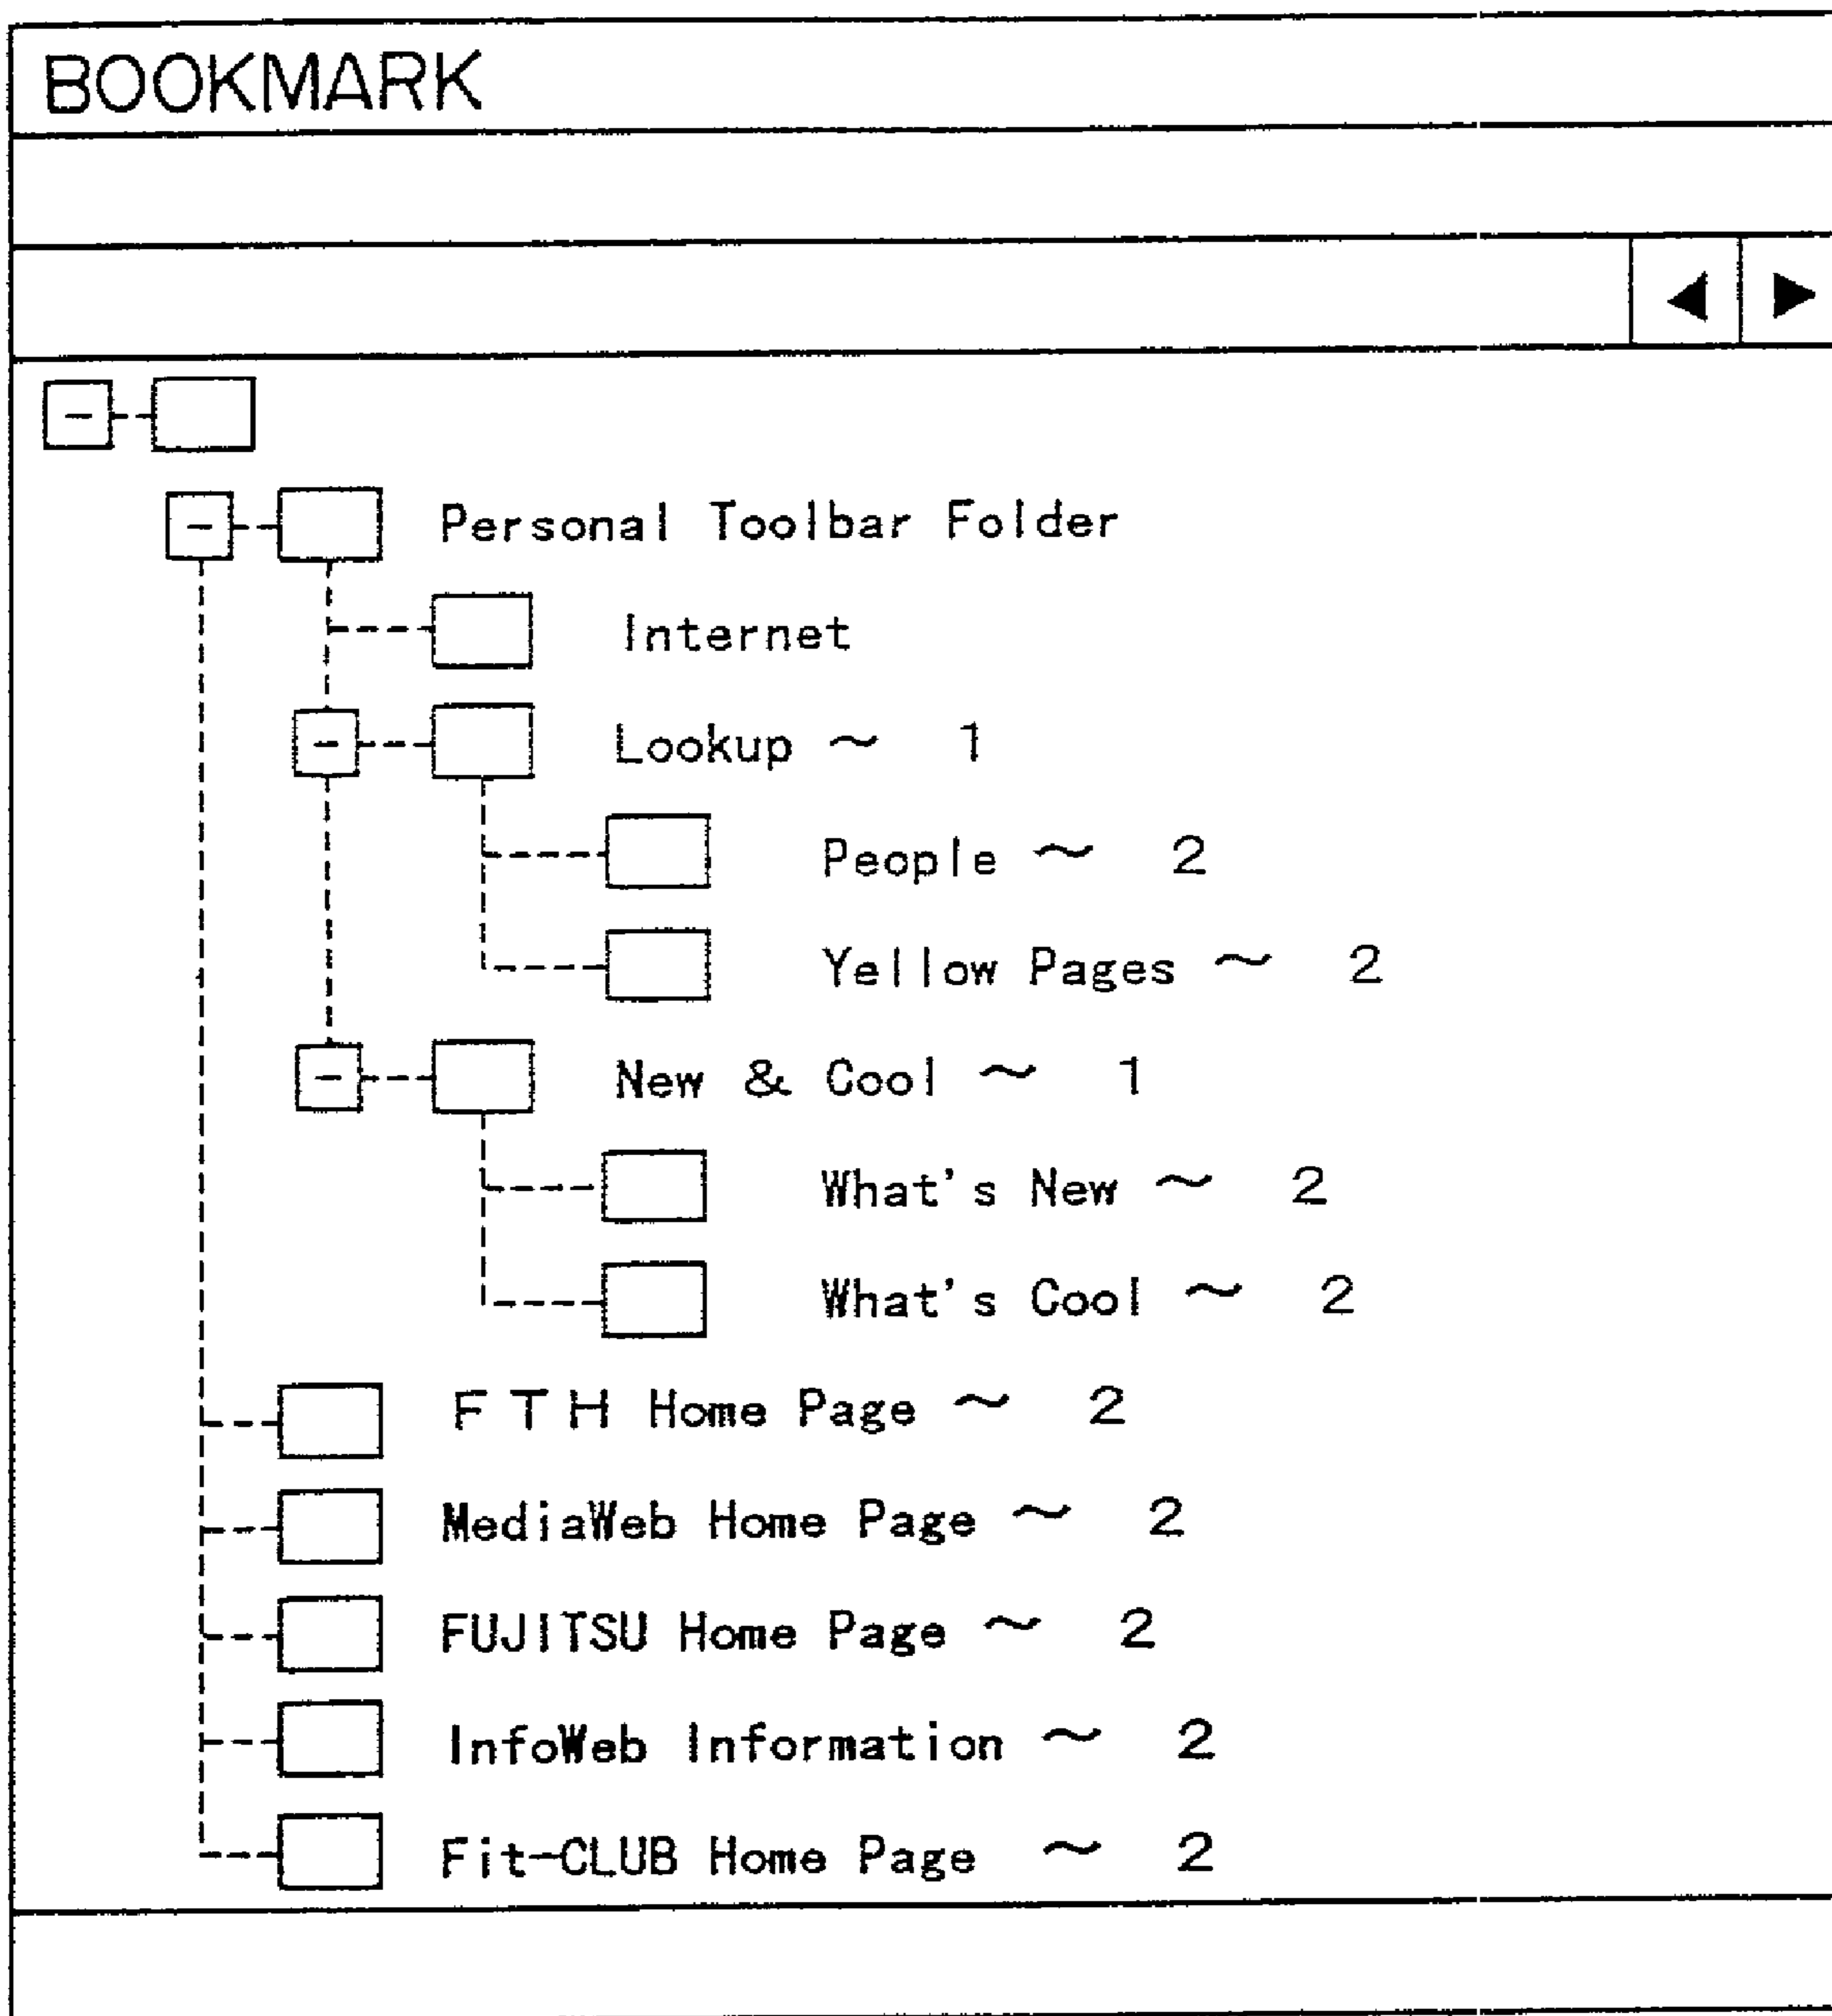 BOOKMARK
Personal Toolbar Folder
Internet
Lookup ~ 1
People ~ 2
Yellow Pages ~ 2
New & Cool ~ 1
What's New ~ 2
What's Cool ~ 2
FTH Home Page ~ 2
MediaWeb Home Page ~ 2
FUJITSU Home Page ~ 2
InfoWeb Information ~ 2
Fit-CLUB Home Page ~ 2